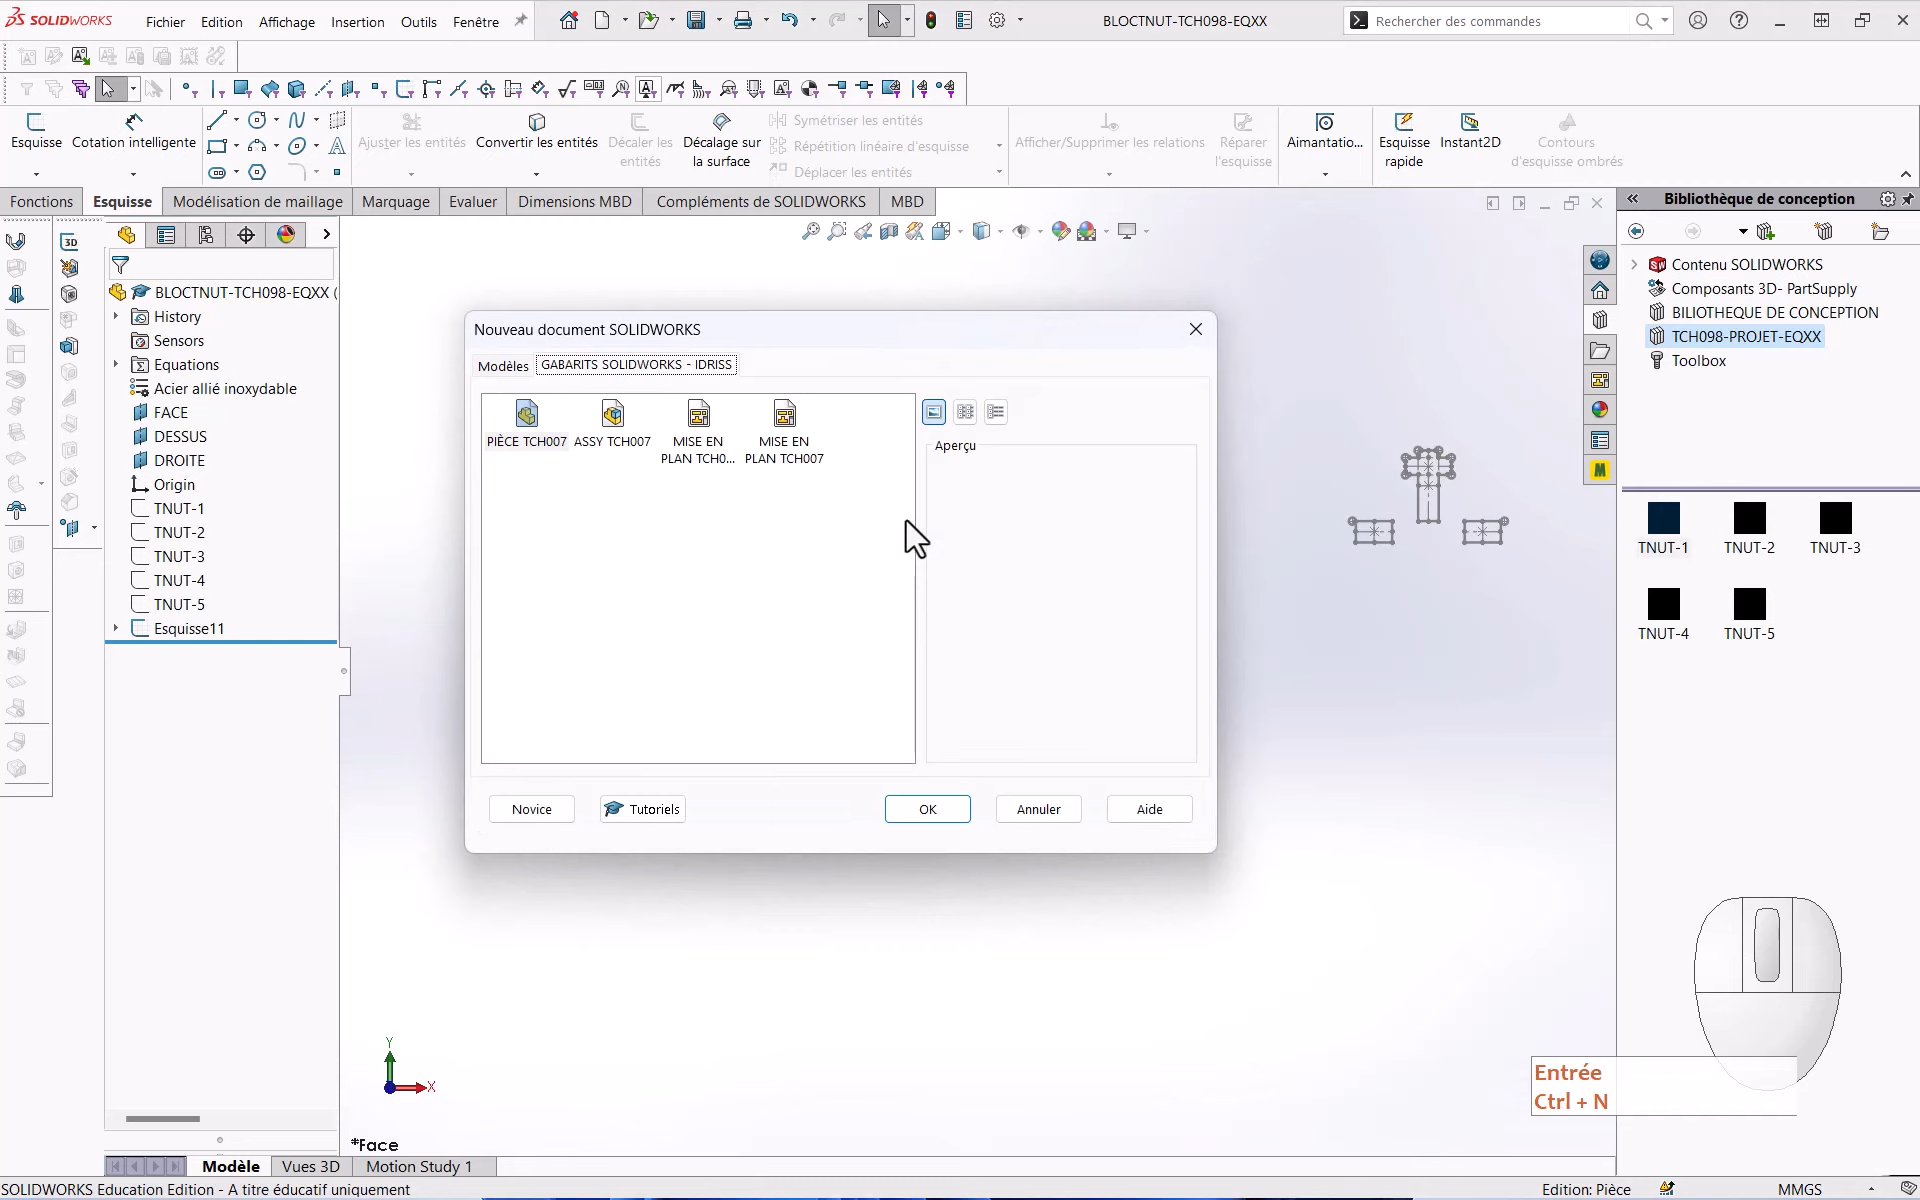 SOLIDWORKS
Fichier Edition Affichage Insertion Outils Fenêtre
BLOCTNUT-TCH098-EQXX
Rechercher des commandes
Esquisse
Cotation intelligente
Ajuster les entités
Convertir les entités
Décaler les
entités
Décalage sur
la surface
Symétriser les entités
Répétition linéaire d'esquisse
Déplacer les entités
Afficher/Supprimer les relations
Réparer
l'esquisse
Aimantatio...
Esquisse
rapide
Instant2D
Contours
d'esquisse ombrés
Fonctions Esquisse Modélisation de maillage Marquage Evaluer Dimensions MBD Compléments de SOLIDWORKS MBD
3D
BLOCTNUT-TCH098-EQXX (
History
Sensors
Equations
Acier allié inoxydable
FACE
DESSUS
DROITE
Origin
TNUT-1
TNUT-2
TNUT-3
TNUT-4
TNUT-5
Esquisse11
Nouveau document SOLIDWORKS
Modèles GABARITS SOLIDWORKS - IDRISS
PIÈCE TCH007
ASSY TCH007
MISE EN
PLAN TCH0...
MISE EN
PLAN TCH007
Aperçu
Novice Tutoriels OK Annuler Aide
Bibliothèque de conception
Contenu SOLIDWORKS
Composants 3D- PartSupply
BILIOTHEQUE DE CONCEPTION
TCH098-PROJET-EQXX
Toolbox
TNUT-1 TNUT-2 TNUT-3
TNUT-4 TNUT-5
M
Entrée
Ctrl + N
Y
X
*Face
Modèle Vues 3D Motion Study 1
SOLIDWORKS Education Edition - A titre éducatif uniquement
Edition: Pièce
MMGS